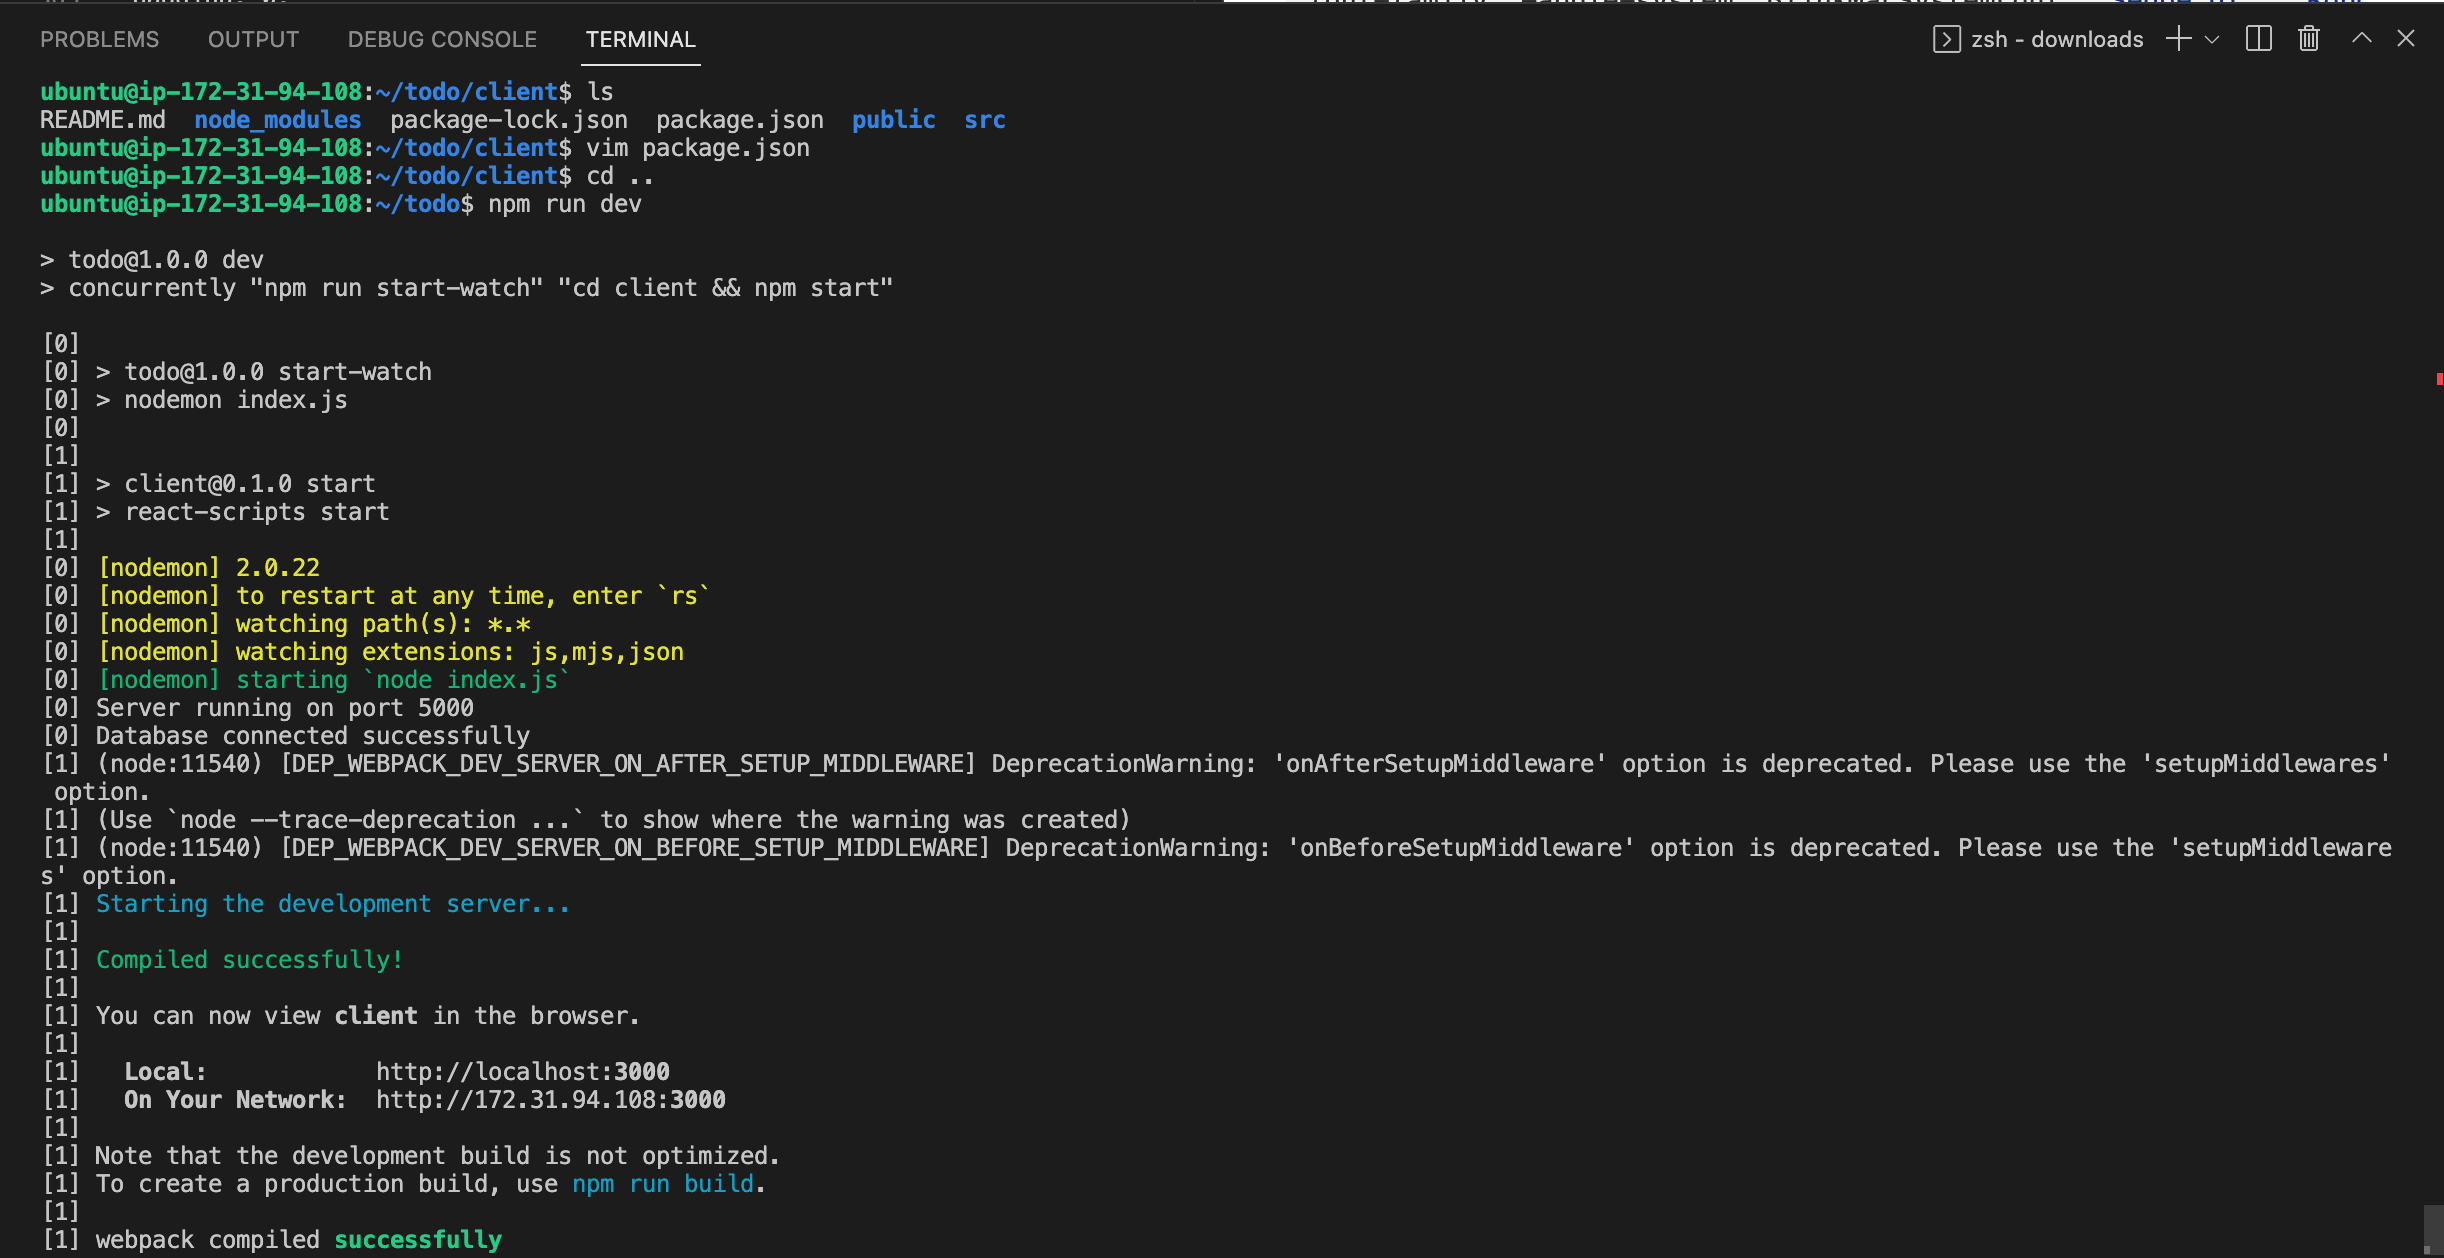 PROBLEMS OUTPUT DEBUG CONSOLE TERMINAL zsh - downloads
ubuntu@ip-172-31-94-108:~/todo/client$ ls
README.md node_modules package-lock.json package.json public src
ubuntu@ip-172-31-94-108:~/todo/client$ vim package.json
ubuntu@ip-172-31-94-108:~/todo/client$ cd ..
ubuntu@ip-172-31-94-108:~/todo$ npm run dev
> todo@1.0.0 dev
> concurrently "npm run start-watch" "cd client && npm start"
[0]
[0] > todo@1.0.0 start-watch
[0] > nodemon index.js
[0]
[1]
[1] > client@0.1.0 start
[1] > react-scripts start
[1]
[0] [nodemon] 2.0.22
[0] [nodemon] to restart at any time, enter `rs`
[0] [nodemon] watching path(s): *.*
[0] [nodemon] watching extensions: js,mjs,json
[0] [nodemon] starting `node index.js`
[0] Server running on port 5000
[0] Database connected successfully
[1] (node:11540) [DEP_WEBPACK_DEV_SERVER_ON_AFTER_SETUP_MIDDLEWARE] DeprecationWarning: 'onAfterSetupMiddleware' option is deprecated. Please use the 'setupMiddlewares'
option.
[1] (Use `node --trace-deprecation ...` to show where the warning was created)
[1] (node:11540) [DEP_WEBPACK_DEV_SERVER_ON_BEFORE_SETUP_MIDDLEWARE] DeprecationWarning: 'onBeforeSetupMiddleware' option is deprecated. Please use the 'setupMiddleware
s' option.
[1] Starting the development server...
[1]
[1] Compiled successfully!
[1]
[1] You can now view client in the browser.
[1]
[1] Local: http://localhost:3000
[1] On Your Network: http://172.31.94.108:3000
[1]
[1] Note that the development build is not optimized.
[1] To create a production build, use npm run build.
[1]
[1] webpack compiled successfully